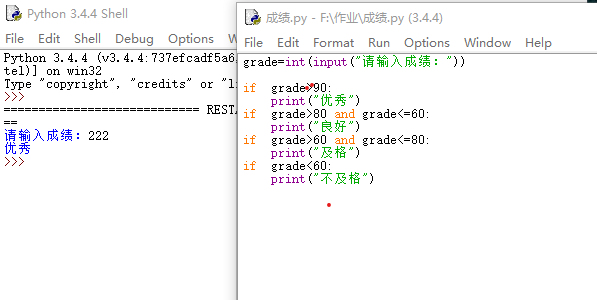 Python 3.4.4 Shell
File Edit Shell Debug Options
Python 3.4.4 (v3.4.4:737efcadf5a6
tel)] on win32
Type "copyright", "credits" or "li
>>>
============================ REST
==
请输入成绩：222
优秀
>>>
成绩.py - F:\作业\成绩.py (3.4.4)
File Edit Format Run Options Window Help
grade=int(input("请输入成绩："))
if grade>90:
print("优秀")
if grade>80 and grade<=60:
print("良好")
if grade>60 and grade<=80:
print("及格")
if grade<60:
print("不及格")